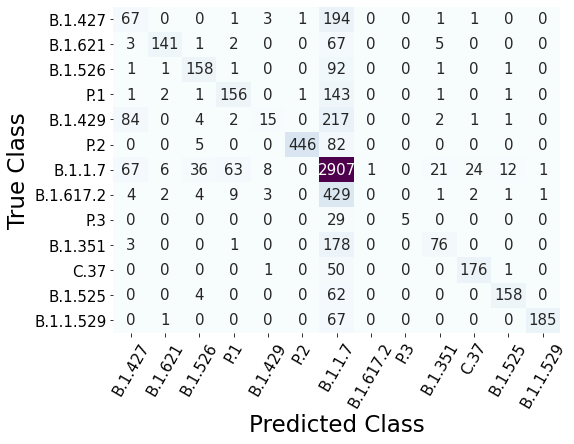 True Class
B.1.427 67 0 0 1 3 1 194 0 0 1 1 0 0
B.1.621 3 141 1 2 0 0 67 0 0 5 0 0 0
B.1.526 1 1 158 1 0 0 92 0 0 1 0 1 0
P.1 1 2 1 156 0 1 143 0 0 1 0 1 0
B.1.429 84 0 4 2 15 0 217 0 0 2 1 1 0
P.2 0 0 5 0 0 446 82 0 0 0 0 0 0
B.1.1.7 67 6 36 63 8 0 2907 1 0 21 24 12 1
B.1.617.2 4 2 4 9 3 0 429 0 0 1 2 1 1
P.3 0 0 0 0 0 0 29 0 5 0 0 0 0
B.1.351 3 0 0 1 0 0 178 0 0 76 0 0 0
C.37 0 0 0 0 1 0 50 0 0 0 176 1 0
B.1.525 0 0 4 0 0 0 62 0 0 0 0 158 0
B.1.1.529 0 1 0 0 0 0 67 0 0 0 0 0 185
B.1.427 B.1.621 B.1.526 P.1 B.1.429 P.2 B.1.1.7 B.1.617.2 P.3 B.1.351 C.37 B.1.525 B.1.1.529
Predicted Class